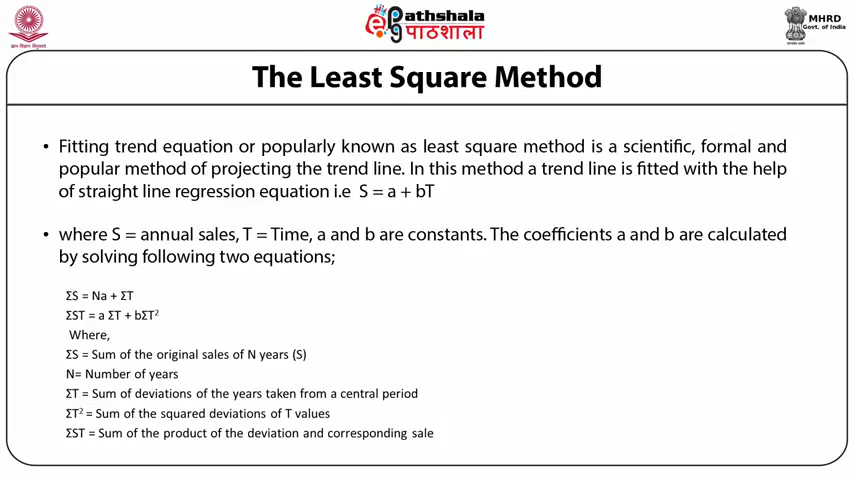 Pathshala
पाठशाला
MHRD
Govt. of India
The Least Square Method
• Fitting trend equation or popularly known as least square method is a scientific, formal and
popular method of projecting the trend line. In this method a trend line is fitted with the help
of straight line regression equation i.e S = a + bT
• where S = annual sales, T = Time, a and b are constants. The coefficients a and b are calculated
by solving following two equations;
ΣS = Na + ΣT
ΣST = a ΣT + bΣT²
Where,
ΣS = Sum of the original sales of N years (S)
N= Number of years
ΣT = Sum of deviations of the years taken from a central period
ΣT² = Sum of the squared deviations of T values
ΣST = Sum of the product of the deviation and corresponding sale